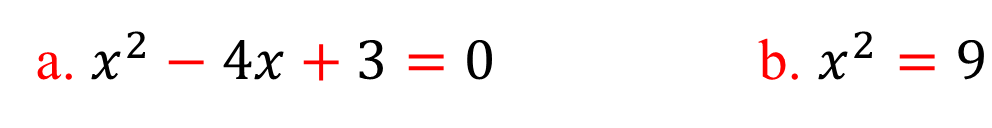 a. x² − 4x + 3 = 0 b. x² = 9